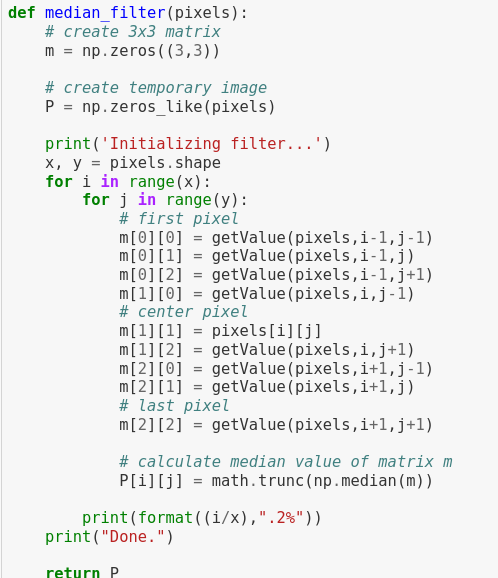 def median_filter(pixels):
    # create 3x3 matrix
    m = np.zeros((3,3))

    # create temporary image
    P = np.zeros_like(pixels)

    print('Initializing filter...')
    x, y = pixels.shape
    for i in range(x):
        for j in range(y):
            # first pixel
            m[0][0] = getValue(pixels,i-1,j-1)
            m[0][1] = getValue(pixels,i-1,j)
            m[0][2] = getValue(pixels,i-1,j+1)
            m[1][0] = getValue(pixels,i,j-1)
            # center pixel
            m[1][1] = pixels[i][j]
            m[1][2] = getValue(pixels,i,j+1)
            m[2][0] = getValue(pixels,i+1,j-1)
            m[2][1] = getValue(pixels,i+1,j)
            # last pixel
            m[2][2] = getValue(pixels,i+1,j+1)

            # calculate median value of matrix m
            P[i][j] = math.trunc(np.median(m))

        print(format((i/x),".2%"))
    print("Done.")

    return P